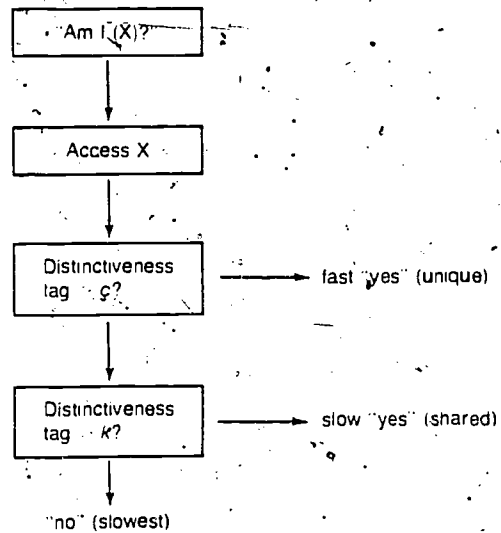 "Am I (X)?"
Access X
Distinctiveness
tag ç?
fast "yes" (unique)
Distinctiveness
tag k?
slow "yes" (shared)
"no" (slowest)